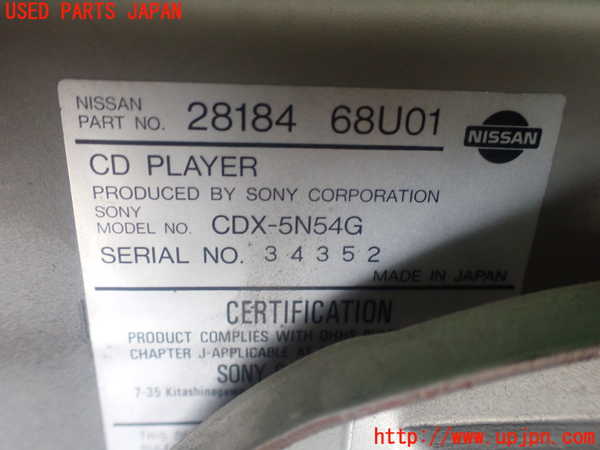 USED PARTS JAPAN
NISSAN
PART NO. 28184 68U01
NISSAN
CD PLAYER
PRODUCED BY SONY CORPORATION
SONY
MODEL NO. CDX-5N54G
SERIAL NO. 34352
MADE IN JAPAN
CERTIFICATION
PRODUCT COMPLIES WITH DHHS
CHAPTER J-APPLICABLE
SONY
7-35
http://www.upjpn.com